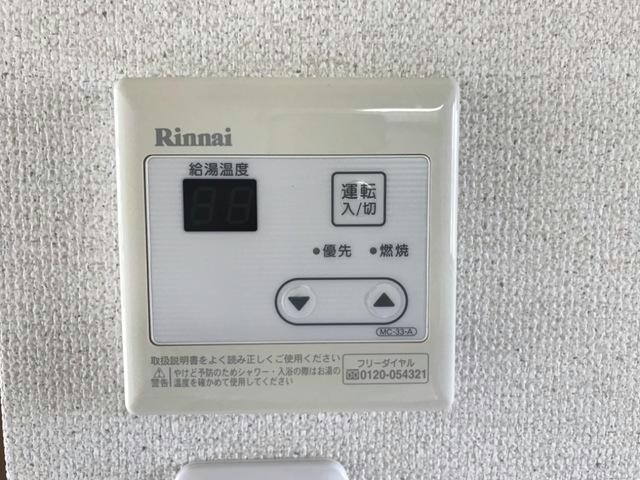 Rinnai
給湯温度
運転
入/切
優先 燃焼
MC-33-A
取扱説明書をよく読み正しくご使用ください
警告 やけど予防のためシャワー・入浴の際はお湯の
温度を確かめて使用してください
フリーダイヤル
0120-054321